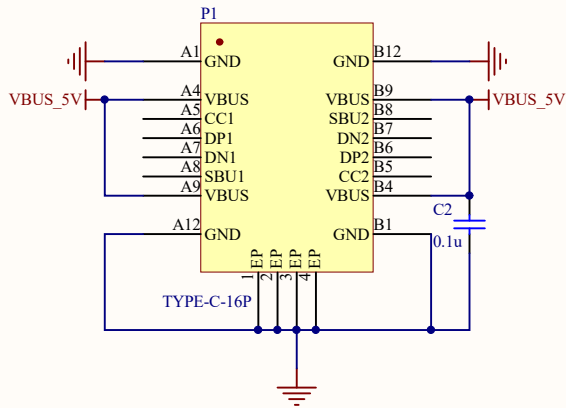 P1
A1 GND GND B12
VBUS_5V A4 VBUS VBUS B9 VBUS_5V
A5 CC1 SBU2 B8
A6 DP1 DN2 B7
A7 DN1 DP2 B6
A8 SBU1 CC2 B5
A9 VBUS VBUS B4
C2
A12 GND GND B1
0.1u
EP EP EP EP
1 2 3 4
TYPE-C-16P